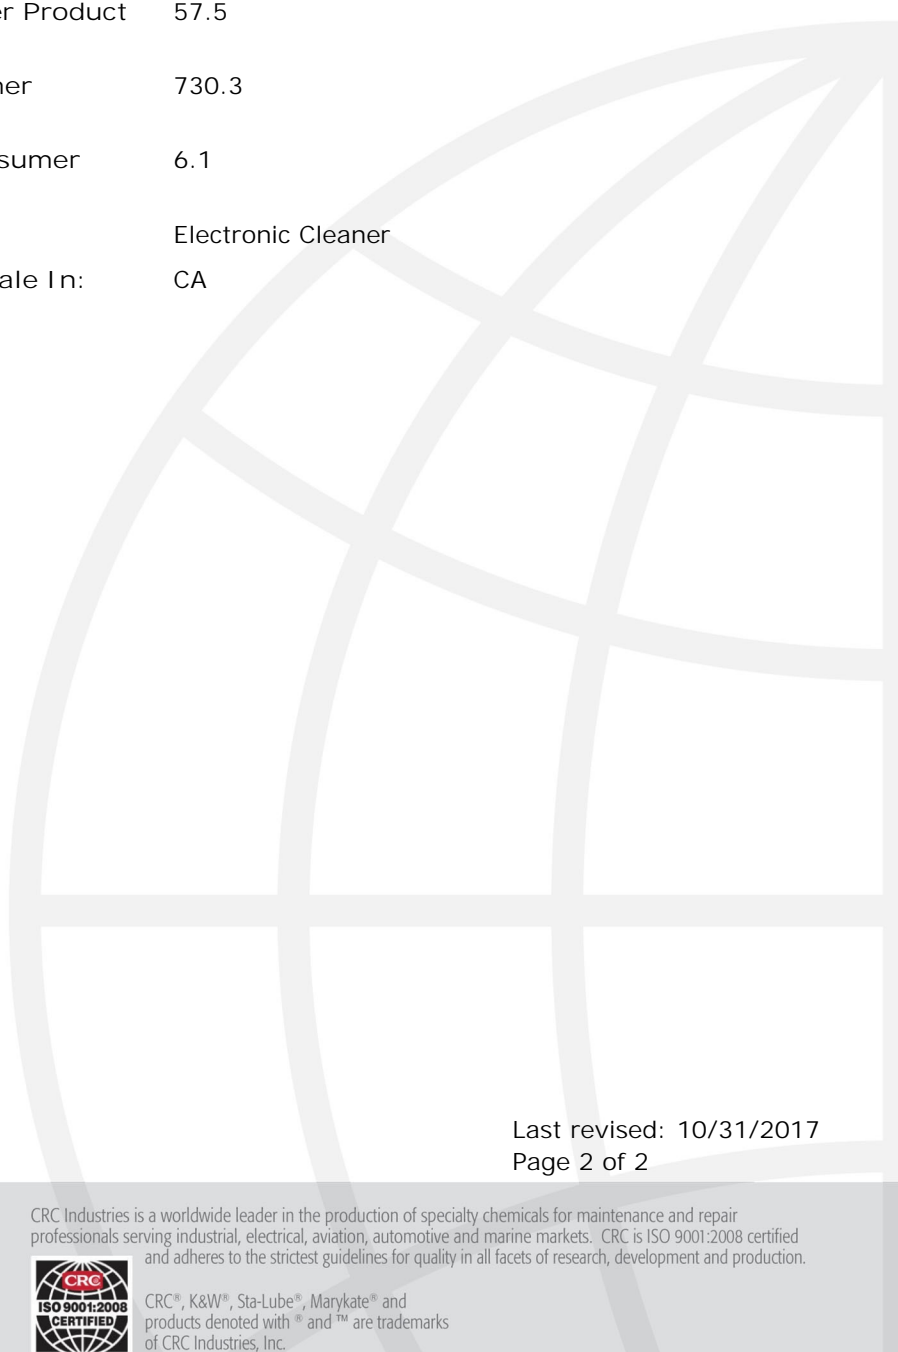 er Product 57.5
ner 730.3
sumer 6.1
Electronic Cleaner
ale In: CA
Last revised: 10/31/2017
Page 2 of 2
CRC Industries is a worldwide leader in the production of specialty chemicals for maintenance and repair
professionals serving industrial, electrical, aviation, automotive and marine markets. CRC is ISO 9001:2008 certified
and adheres to the strictest guidelines for quality in all facets of research, development and production.
CRC
ISO 9001:2008
CERTIFIED
CRC®, K&W®, Sta-Lube®, Marykate® and
products denoted with ® and ™ are trademarks
of CRC Industries, Inc.